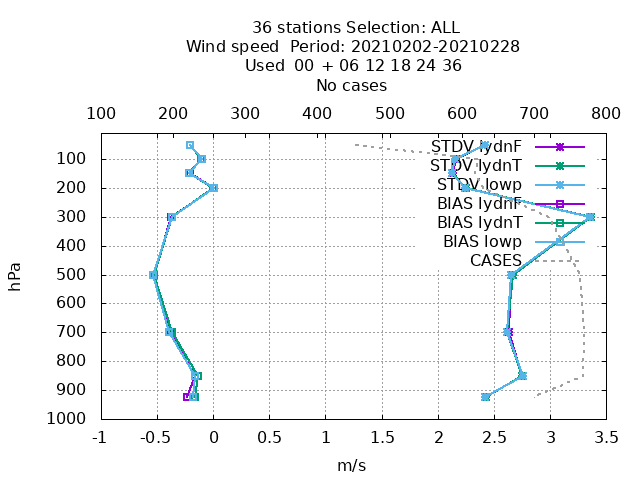 36 stations Selection: ALL
Wind speed  Period: 20210202-20210228
Used  00 + 06 12 18 24 36
No cases
100 200 300 400 500 600 700 800
STDV lydnF
STDV lydnT
STDV lowp
BIAS lydnF
BIAS lydnT
BIAS lowp
CASES
hPa
100
200
300
400
500
600
700
800
900
1000
-1 -0.5 0 0.5 1 1.5 2 2.5 3 3.5
m/s